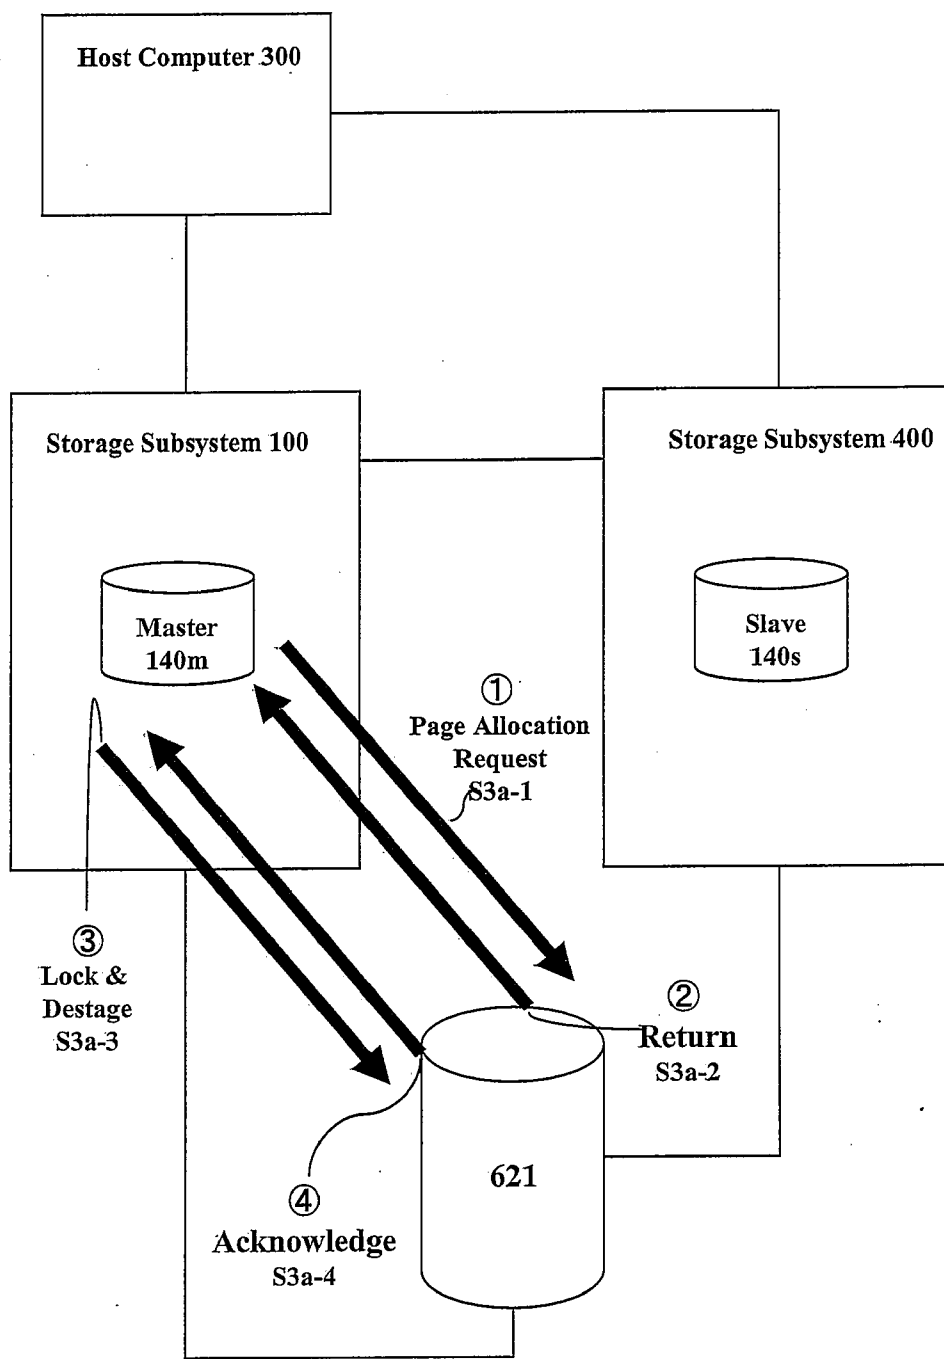 Host Computer 300
Storage Subsystem 100
Storage Subsystem 400
Master
140m
Slave
140s
①
Page Allocation
Request
S3a-1
③
Lock &
Destage
S3a-3
②
Return
S3a-2
621
④
Acknowledge
S3a-4